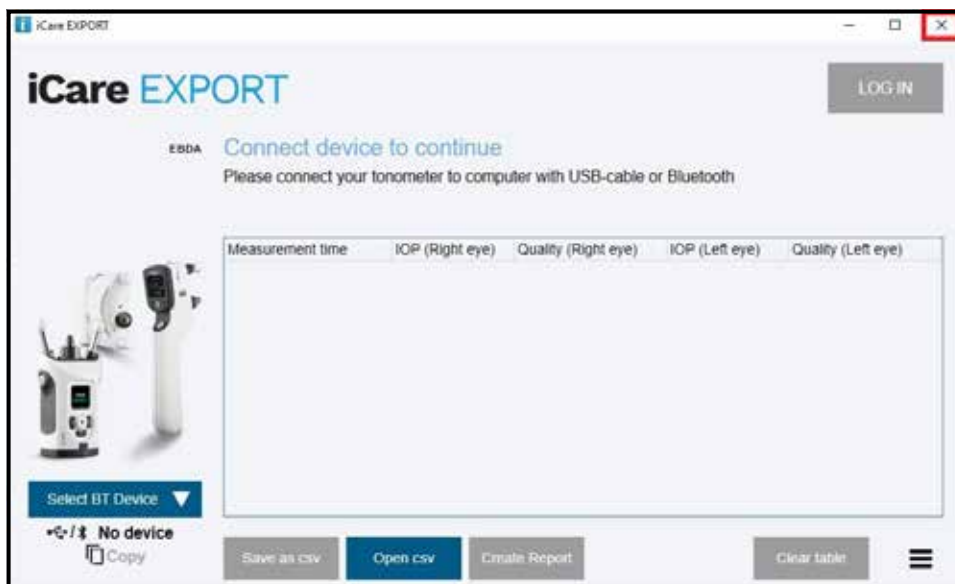 iCare EXPORT
iCare EXPORT
LOG IN
EBDA
Connect device to continue
Please connect your tonometer to computer with USB-cable or Bluetooth
Measurement time IOP (Right eye) Quality (Right eye) IOP (Left eye) Quality (Left eye)
Select BT Device
/ No device
Copy
Save as csv Open csv Create Report Clear table